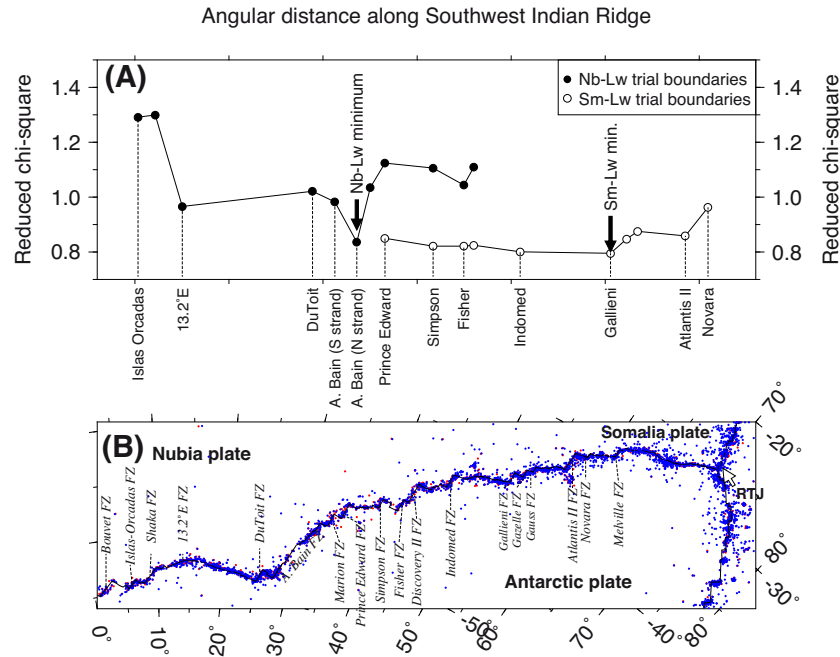 Angular distance along Southwest Indian Ridge
(A)
Nb-Lw trial boundaries
Sm-Lw trial boundaries
Reduced chi-square
1.4
1.2
1.0
0.8
Nb-Lw minimum
Sm-Lw min.
1.4
1.2
1.0
0.8
Reduced chi-square
Islas Orcadas
13.2°E
DuToit
A. Bain (S strand)
A. Bain (N strand)
Prince Edward
Simpson
Fisher
Indomed
Gallieni
Atlantis II
Novara
(B)
Nubia plate
Somalia plate
Antarctic plate
RTJ
Bouvet FZ
Islas-Orcadas FZ
Shaka FZ
13.2°E FZ
DuToit FZ
A. Bain FZ
Marion FZ
Prince Edward FZ
Simpson FZ
Fisher FZ
Discovery II FZ
Indomed FZ
Gallieni FZ
Gazelle FZ
Gauss FZ
Atlantis II FZ
Novara FZ
Melville FZ
70°
-20°
80°
-30°
0°
10°
20°
30°
40°
50°
-50°
60°
70°
-40°
80°